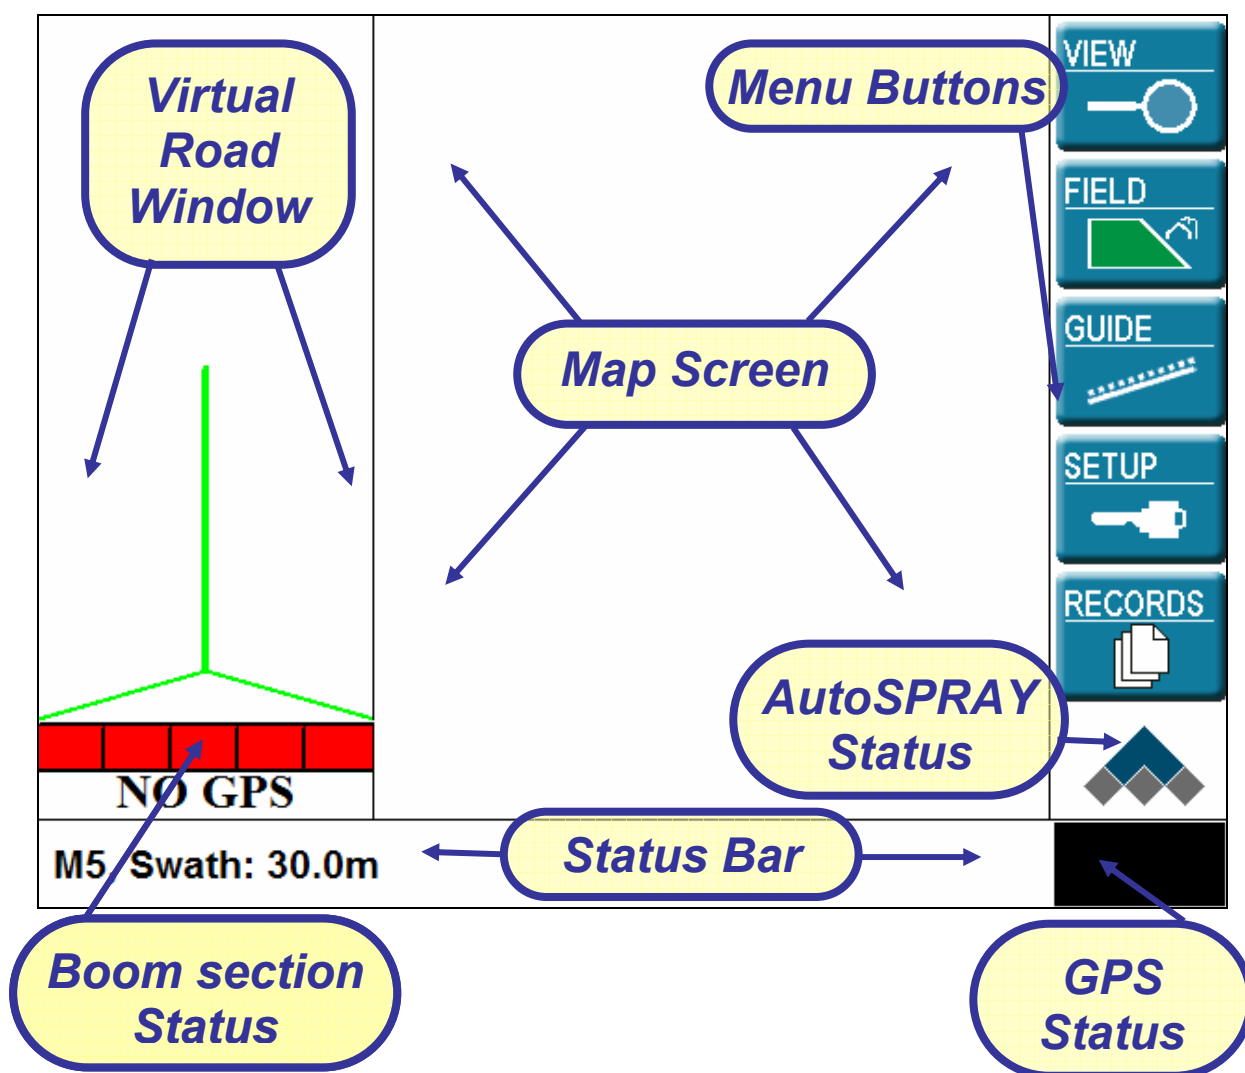 Virtual
Road
Window
Menu Buttons
VIEW
FIELD
GUIDE
Map Screen
SETUP
RECORDS
AutoSPRAY
Status
NO GPS
M5, Swath: 30.0m
Status Bar
Boom section
Status
GPS
Status